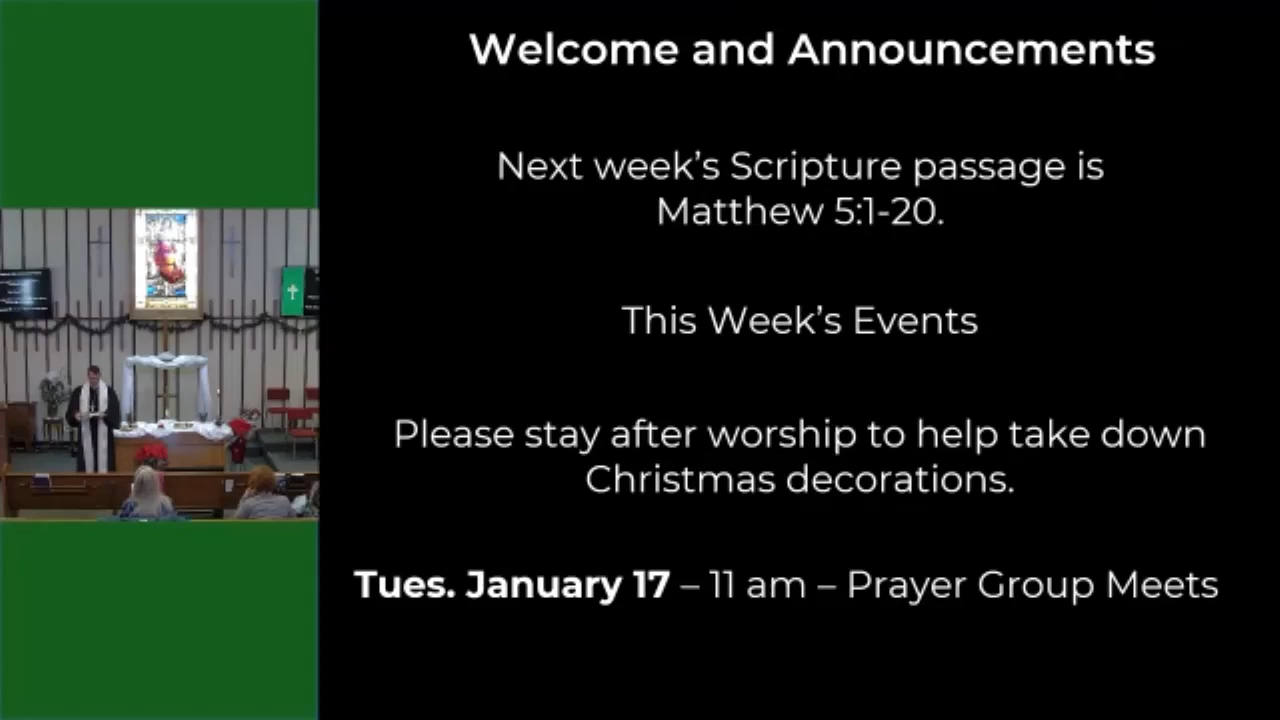 Welcome and Announcements
Next week's Scripture passage is
Matthew 5:1-20.
This Week's Events
Please stay after worship to help take down
Christmas decorations.
Tues. January 17 – 11 am – Prayer Group Meets